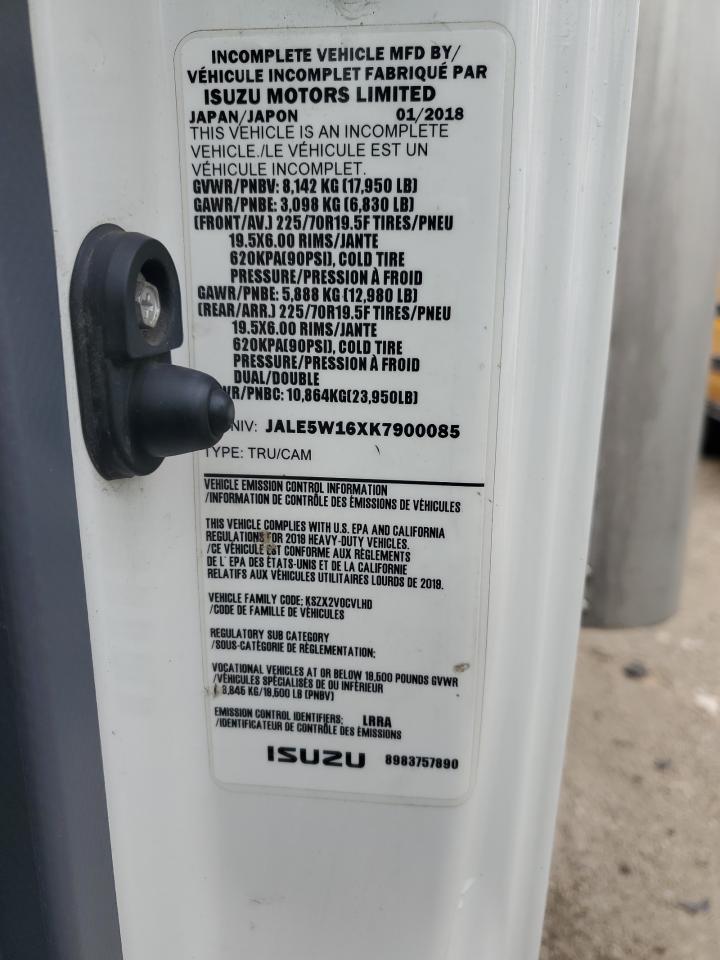 INCOMPLETE VEHICLE MFD BY/
VÉHICULE INCOMPLET FABRIQUÉ PAR
ISUZU MOTORS LIMITED
JAPAN/JAPON 01/2018
THIS VEHICLE IS AN INCOMPLETE
VEHICLE./LE VÉHICULE EST UN
VÉHICULE INCOMPLET.
GVWR/PNBV: 8,142 KG (17,950 LB)
GAWR/PNBE: 3,098 KG (6,830 LB)
(FRONT/AV.) 225/70R19.5F TIRES/PNEU
19.5X6.00 RIMS/JANTE
620KPA(90PSI), COLD TIRE
PRESSURE/PRESSION À FROID
GAWR/PNBE: 5,888 KG (12,980 LB)
(REAR/ARR.) 225/70R19.5F TIRES/PNEU
19.5X6.00 RIMS/JANTE
620KPA(90PSI), COLD TIRE
PRESSURE/PRESSION À FROID
DUAL/DOUBLE
WR/PNBC: 10,864KG(23,950LB)
NIV: JALE5W16XK7900085
TYPE: TRU/CAM
VEHICLE EMISSION CONTROL INFORMATION
/INFORMATION DE CONTRÔLE DES ÉMISSIONS DE VÉHICULES
THIS VEHICLE COMPLIES WITH U.S. EPA AND CALIFORNIA
REGULATIONS FOR 2019 HEAVY-DUTY VEHICLES.
/CE VÉHICULE EST CONFORME AUX RÈGLEMENTS
DE L'EPA DES ÉTATS-UNIS ET DE LA CALIFORNIE
RELATIFS AUX VÉHICULES UTILITAIRES LOURDS DE 2019.
VEHICLE FAMILY CODE: KSZX2VOCVLHD
/CODE DE FAMILLE DE VÉHICULES
REGULATORY SUB CATEGORY
/SOUS-CATÉGORIE DE RÈGLEMENTATION:
VOCATIONAL VEHICLES AT OR BELOW 19,500 POUNDS GVWR
/VÉHICULES SPÉCIALISÉS DE OU INFÉRIEUR
8,845 KG/19,500 LB (PNBV)
EMISSION CONTROL IDENTIFIERS: LRRA
/IDENTIFICATEUR DE CONTRÔLE DES ÉMISSIONS
ISUZU 8983757890